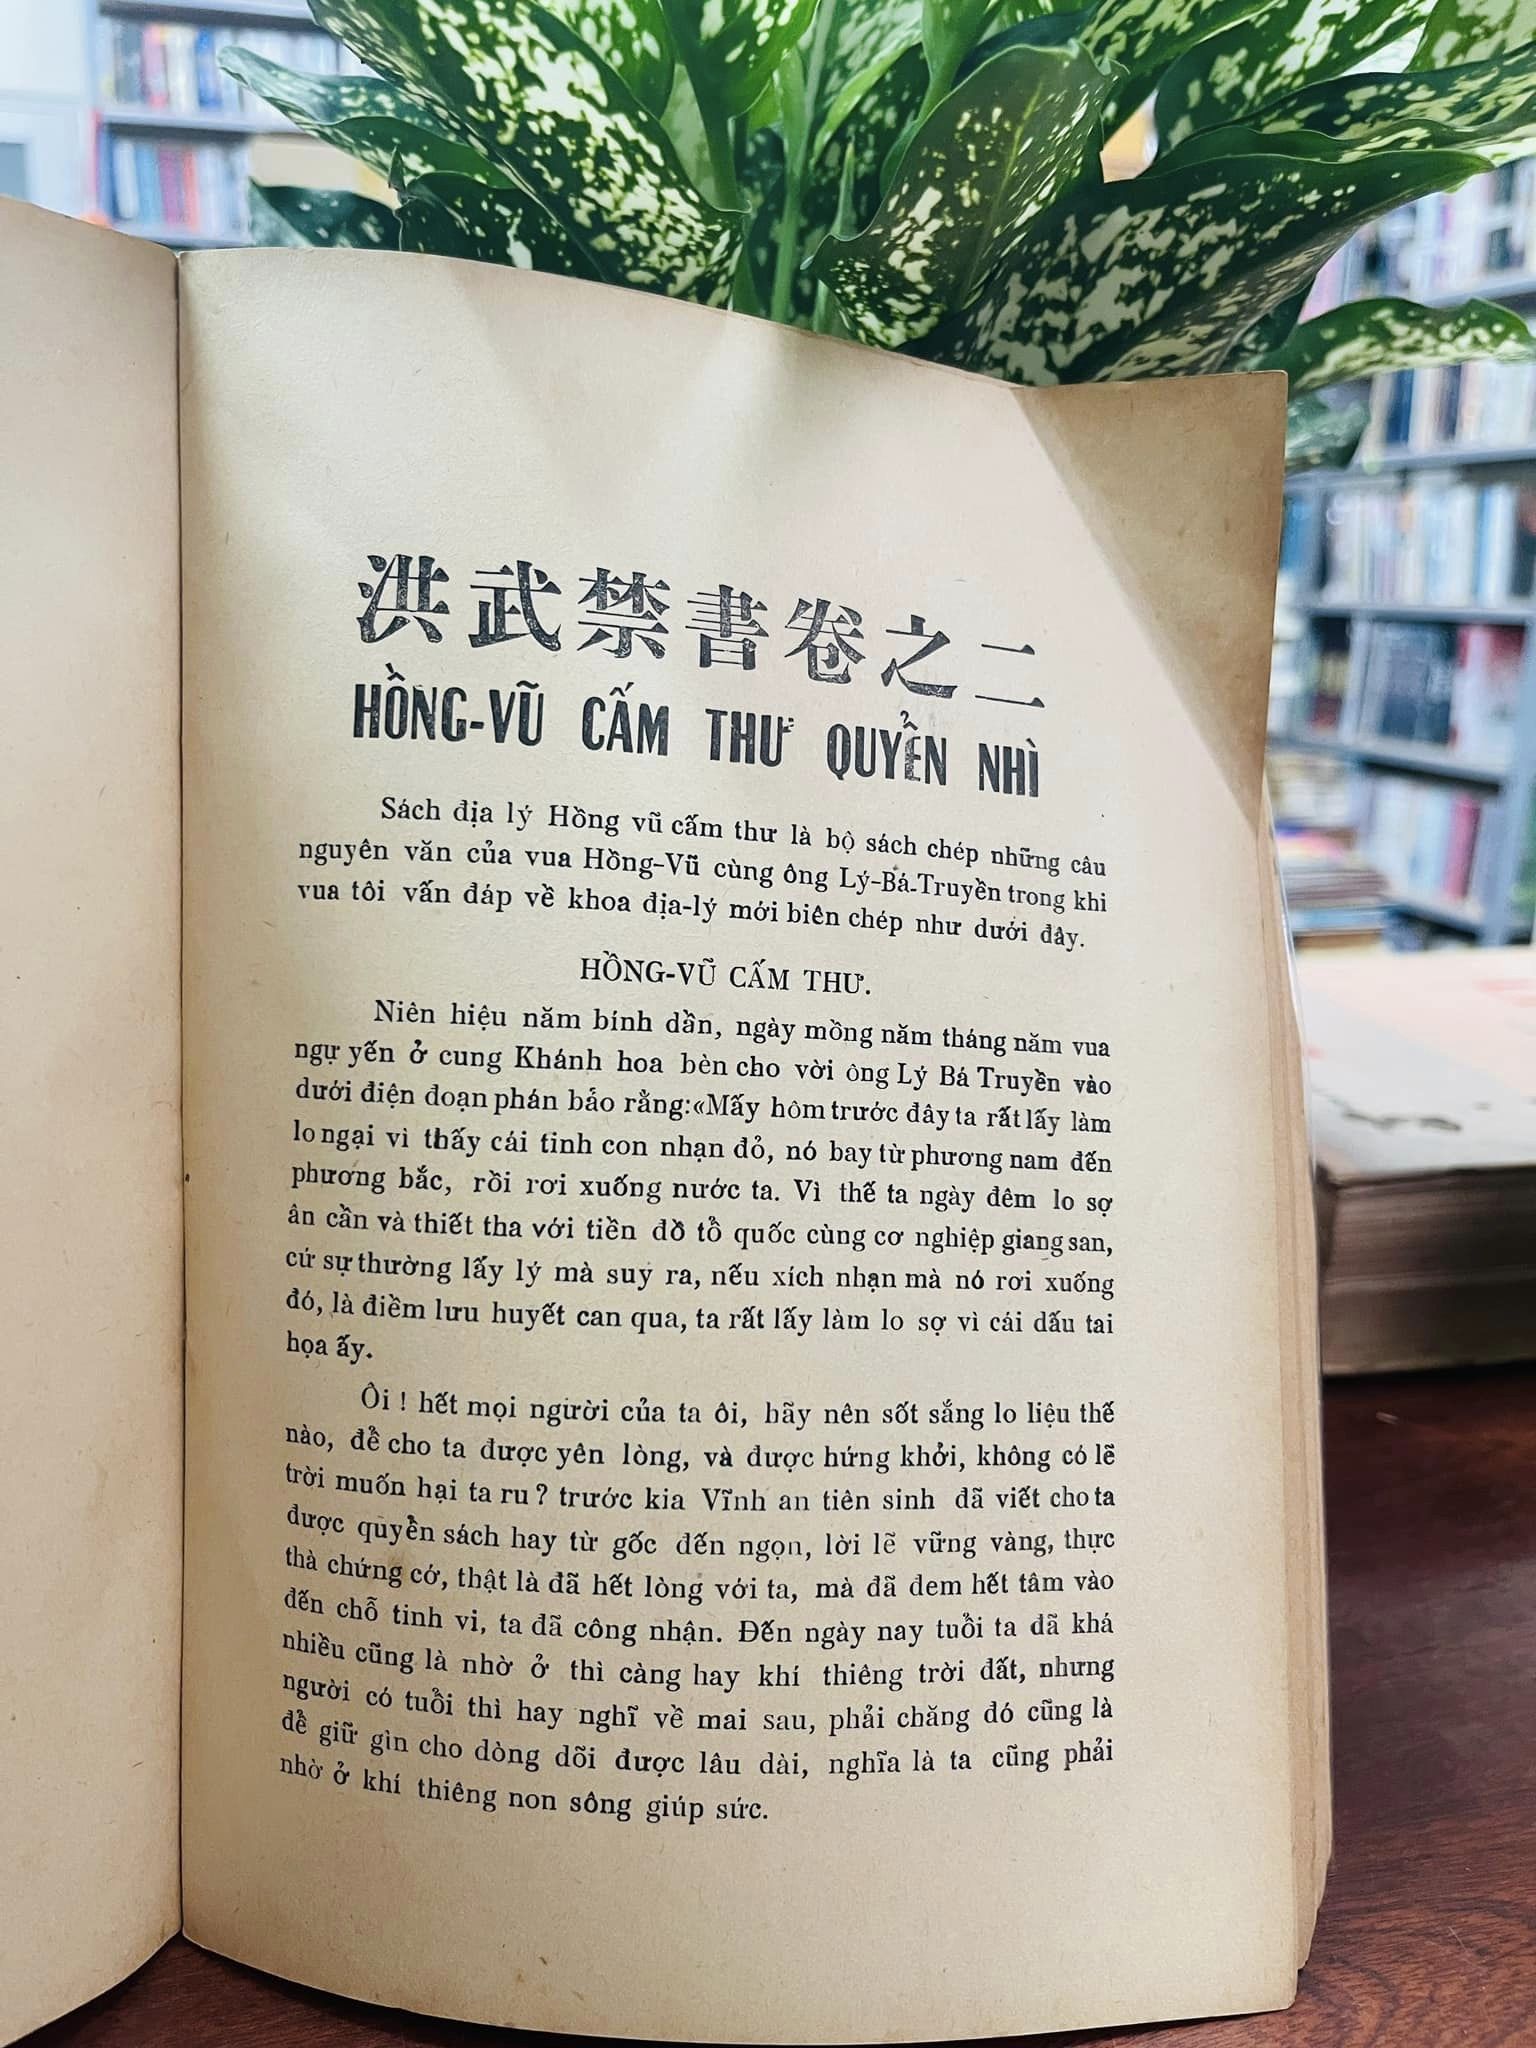 洪武禁書卷之二
HỒNG-VŨ CẤM THƯ QUYỂN NHÌ
Sách địa lý Hồng vũ cấm thư là bộ sách chép những câu
nguyên văn của vua Hồng-Vũ cùng ông Lý-Bá-Truyền trong khi
vua tôi vấn đáp về khoa địa-lý mới biên chép như dưới đây.
HỒNG-VŨ CẤM THƯ.
Niên hiệu năm bính dần, ngày mồng năm tháng năm vua
ngự yến ở cung Khánh hoa bèn cho vời ông Lý Bá Truyền vào
dưới điện đoạn phán bảo rằng:«Mấy hôm trước đây ta rất lấy làm
lo ngại vì thấy cái tinh con nhạn đỏ, nó bay từ phương nam đến
phương bắc, rồi rơi xuống nước ta. Vì thế ta ngày đêm lo sợ
ân cần và thiết tha với tiền đồ tổ quốc cùng cơ nghiệp giang san,
cứ sự thường lấy lý mà suy ra, nếu xích nhạn mà nó rơi xuống
đó, là điềm lưu huyết can qua, ta rất lấy làm lo sợ vì cái dấu tai
họa ấy.
Ôi ! hết mọi người của ta ôi, hãy nên sốt sắng lo liệu thế
nào, để cho ta được yên lòng, và được hứng khởi, không có lẽ
trời muốn hại ta ru ? trước kia Vĩnh an tiên sinh đã viết cho ta
được quyển sách hay từ gốc đến ngọn, lời lẽ vững vàng, thực
thà chứng cớ, thật là đã hết lòng với ta, mà đã đem hết tâm vào
đến chỗ tinh vi, ta đã công nhận. Đến ngày nay tuổi ta đã khá
nhiều cũng là nhờ ở thì càng hay khí thiêng trời đất, nhưng
người có tuổi thì hay nghĩ về mai sau, phải chăng đó cũng là
để giữ gìn cho dòng dõi được lâu dài, nghĩa là ta cũng phải
nhờ ở khí thiêng non sông giúp sức.